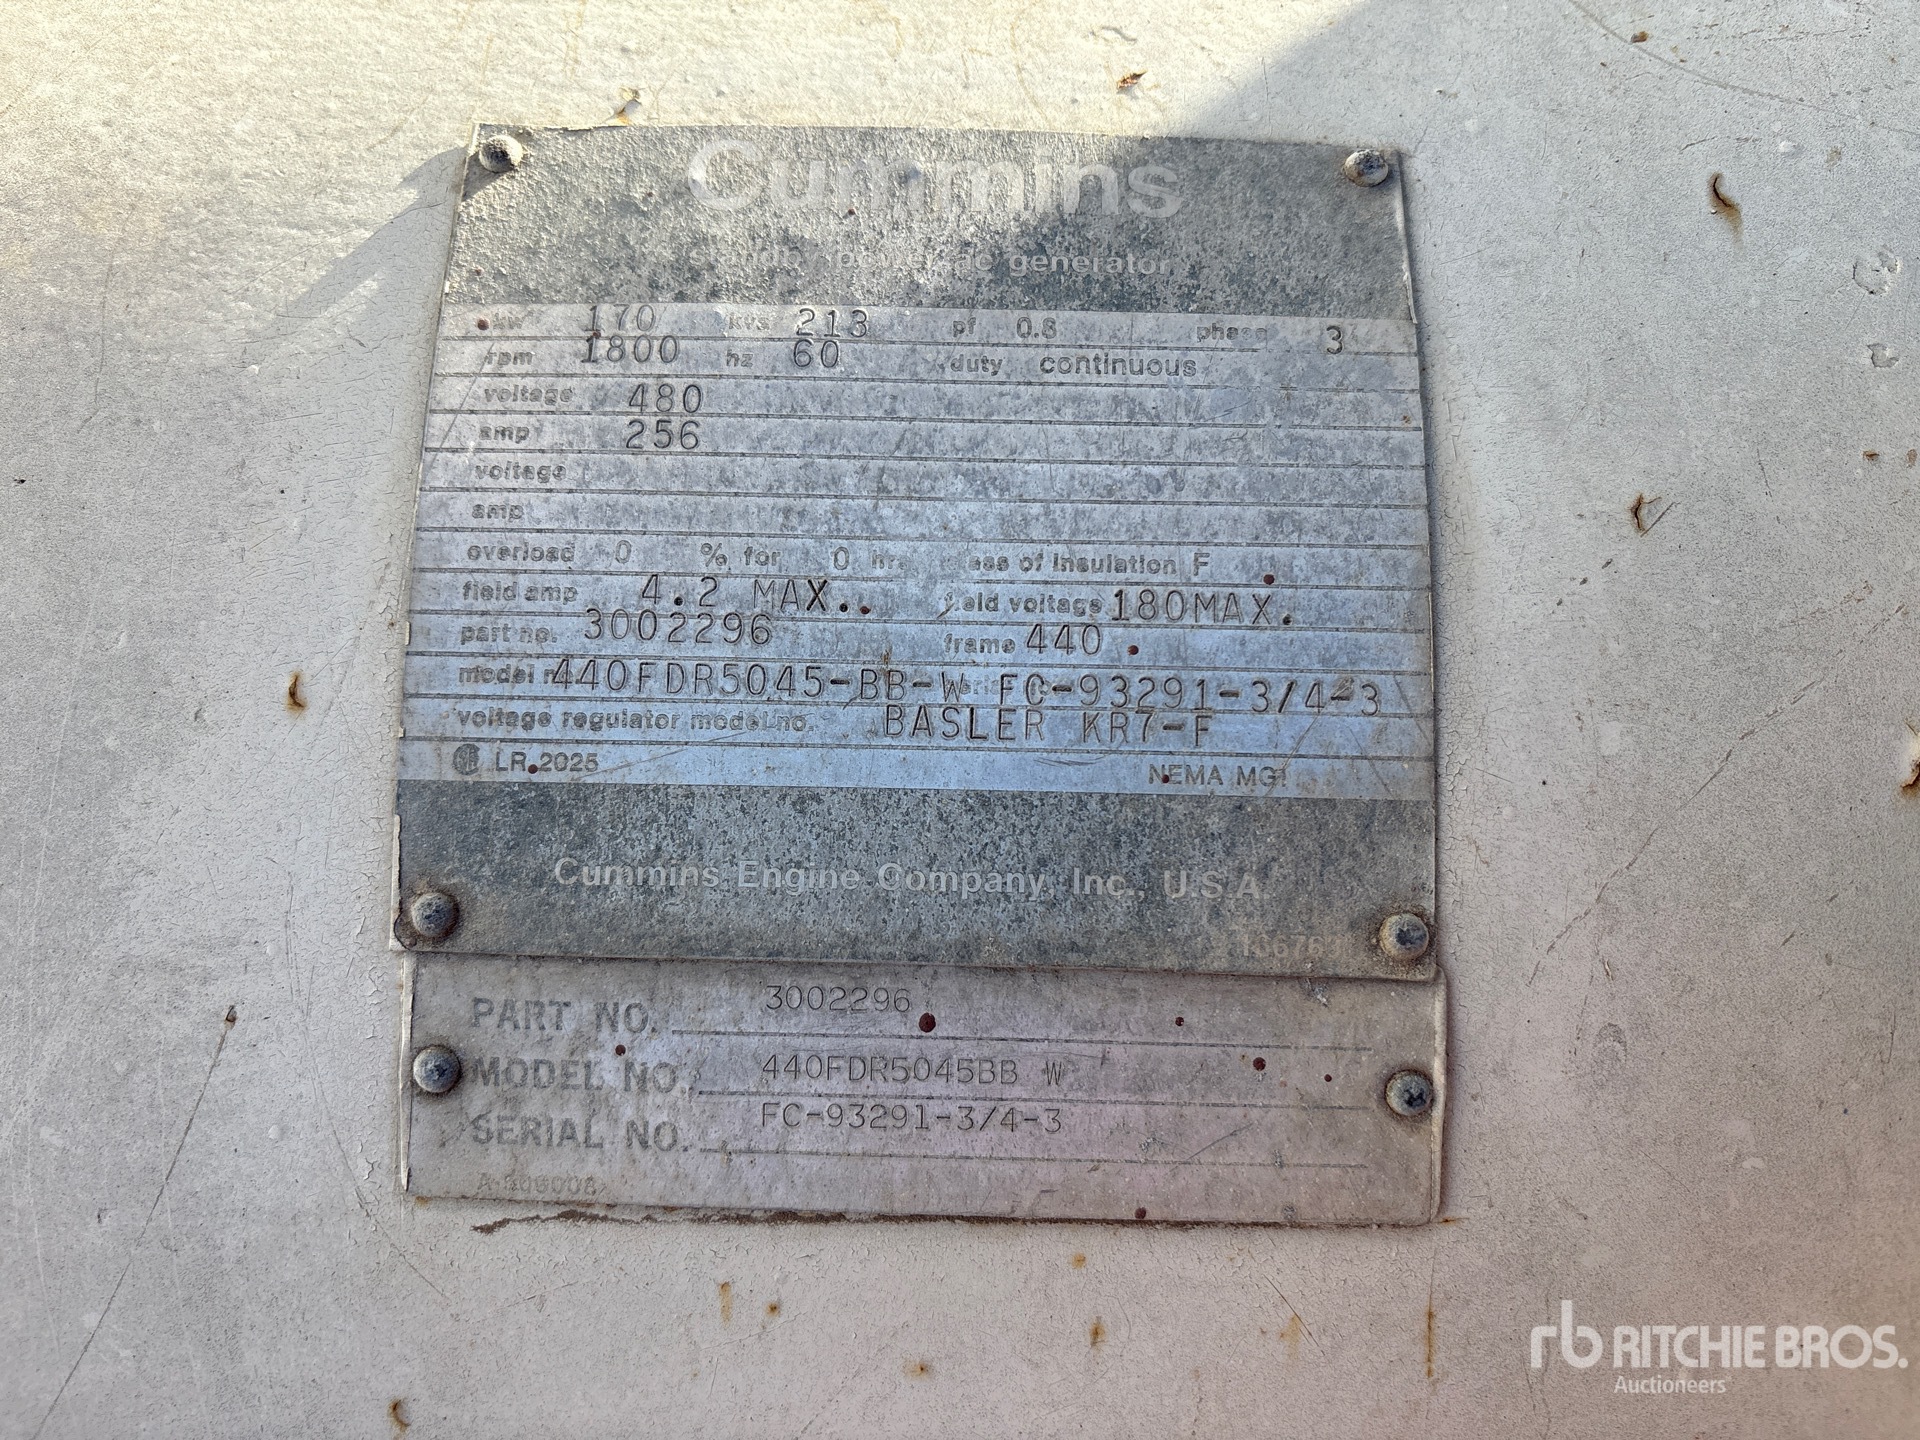 Cummins
standby power ac generator
kw 170 kva 213 pf 0.8 phase 3
rpm 1800 hz 60 duty continuous
voltage 480
amp 256
voltage
amp
overload 0 % for 0 hr. class of insulation F
field amp 4.2 MAX. field voltage 180MAX.
part no. 3002296 frame 440
model no. 440FDR5045-BB-W FC-93291-3/4-3
voltage regulator model no. BASLER KR7-F
LR 2025 NEMA MG1
Cummins Engine Company, Inc., U.S.A.
PART NO. 3002296
MODEL NO. 440FDR5045BB W
SERIAL NO. FC-93291-3/4-3
rb RITCHIE BROS.
Auctioneers